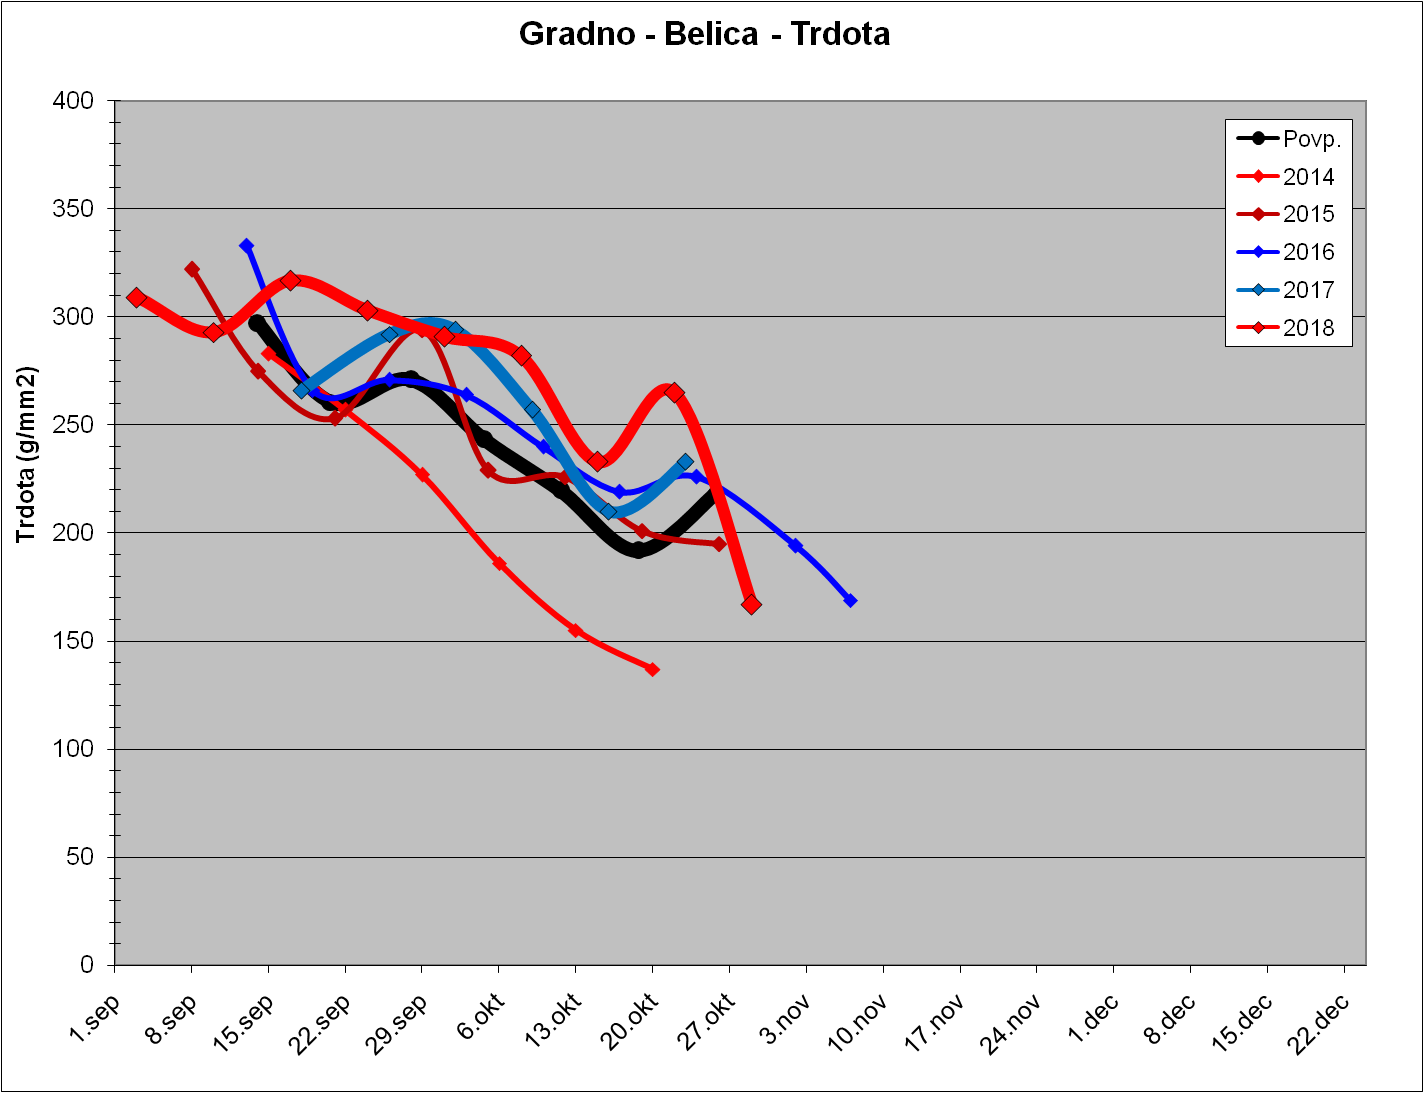 Gradno - Belica - Trdota
Trdota (g/mm2)
400
350
300
250
200
150
100
50
0
Povp.
2014
2015
2016
2017
2018
1.sep
8.sep
15.sep
22.sep
29.sep
6.okt
13.okt
20.okt
27.okt
3.nov
10.nov
17.nov
24.nov
1.dec
8.dec
15.dec
22.dec